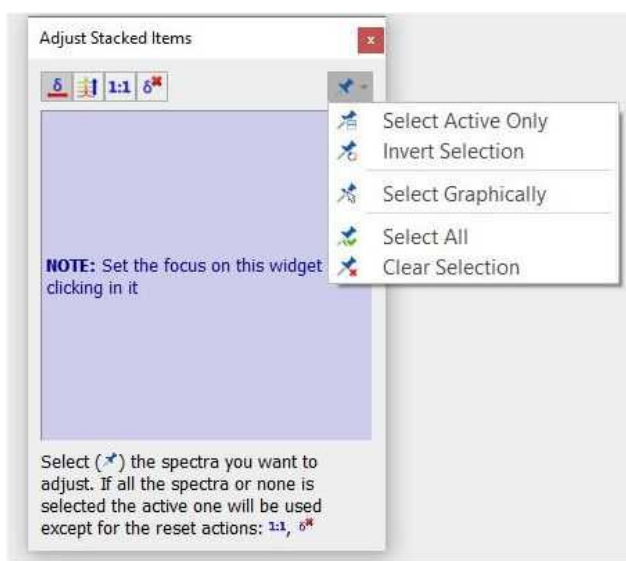 Adjust Stacked Items
x
δ 1:1 δ
Select Active Only
Invert Selection
Select Graphically
Select All
Clear Selection
NOTE: Set the focus on this widget
clicking in it
Select ( ) the spectra you want to
adjust. If all the spectra or none is
selected the active one will be used
except for the reset actions: 1:1, δ